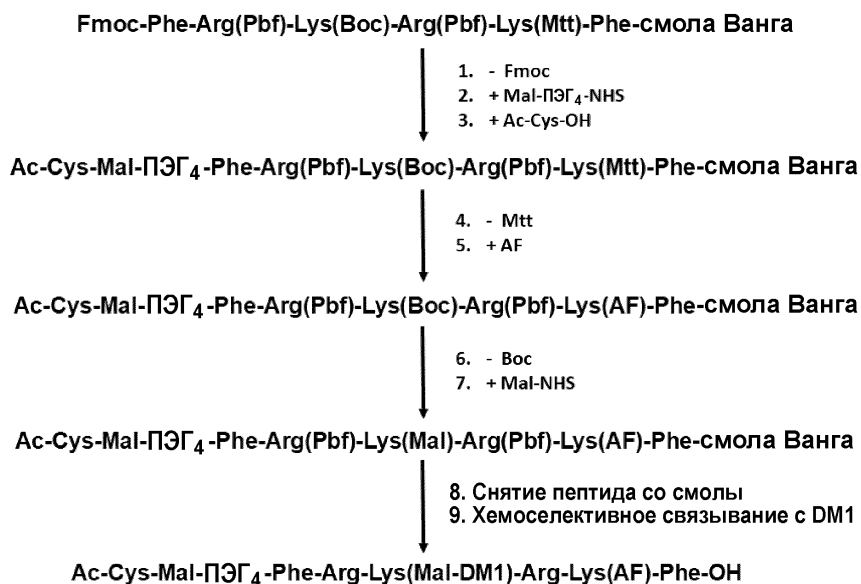 Fmoc-Phe-Arg(Pbf)-Lys(Boc)-Arg(Pbf)-Lys(Mtt)-Phe-смола Ванга
1. - Fmoc
2. + Mal-ПЭГ₄-NHS
3. + Ac-Cys-OH
Ac-Cys-Mal-ПЭГ₄-Phe-Arg(Pbf)-Lys(Boc)-Arg(Pbf)-Lys(Mtt)-Phe-смола Ванга
4. - Mtt
5. + AF
Ac-Cys-Mal-ПЭГ₄-Phe-Arg(Pbf)-Lys(Boc)-Arg(Pbf)-Lys(AF)-Phe-смола Ванга
6. - Boc
7. + Mal-NHS
Ac-Cys-Mal-ПЭГ₄-Phe-Arg(Pbf)-Lys(Mal)-Arg(Pbf)-Lys(AF)-Phe-смола Ванга
8. Снятие пептида со смолы
9. Хемоселективное связывание с DM1
Ac-Cys-Mal-ПЭГ₄-Phe-Arg-Lys(Mal-DM1)-Arg-Lys(AF)-Phe-OH